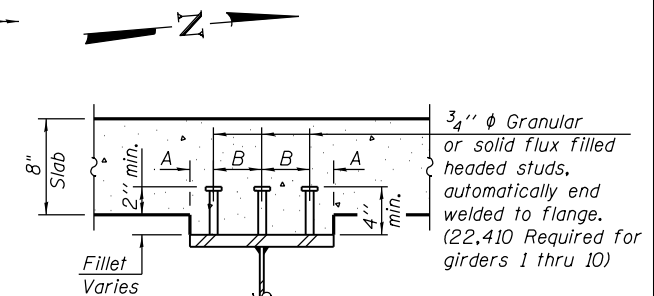 N
3/4" ϕ Granular
or solid flux filled
headed studs,
automatically end
welded to flange.
(22,410 Required for
girders 1 thru 10)
8"
Slab
2" min.
A
B
B
A
4"
min.
Fillet
Varies